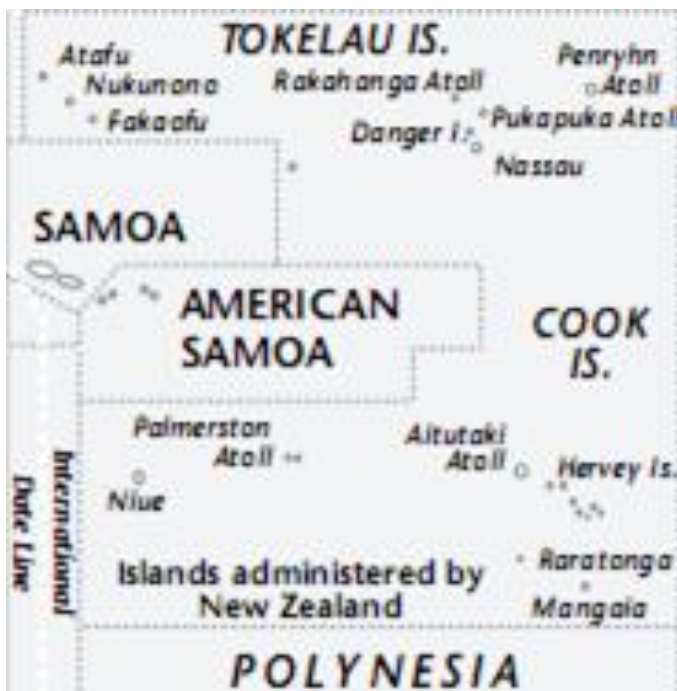 TOKELAU IS.
Atafu
Nukunono
Fakaofu
Rakahanga Atoll
Penryhn
Atoll
Pukapuka Atoll
Danger I.
Nassau
SAMOA
AMERICAN
SAMOA
COOK
IS.
Palmerston
Atoll
Niue
Aitutaki
Atoll
Hervey Is.
International
Date Line
Islands administered by
New Zealand
Raratonga
Mangaia
POLYNESIA